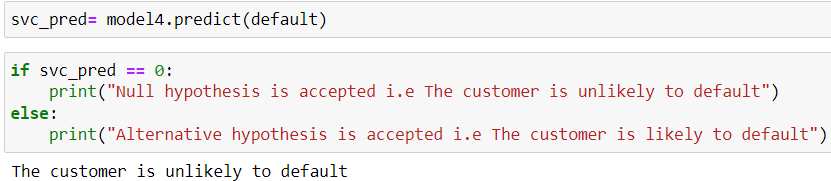 svc_pred= model4.predict(default)
if svc_pred == 0:
    print("Null hypothesis is accepted i.e The customer is unlikely to default")
else:
    print("Alternative hypothesis is accepted i.e The customer is likely to default")
The customer is unlikely to default